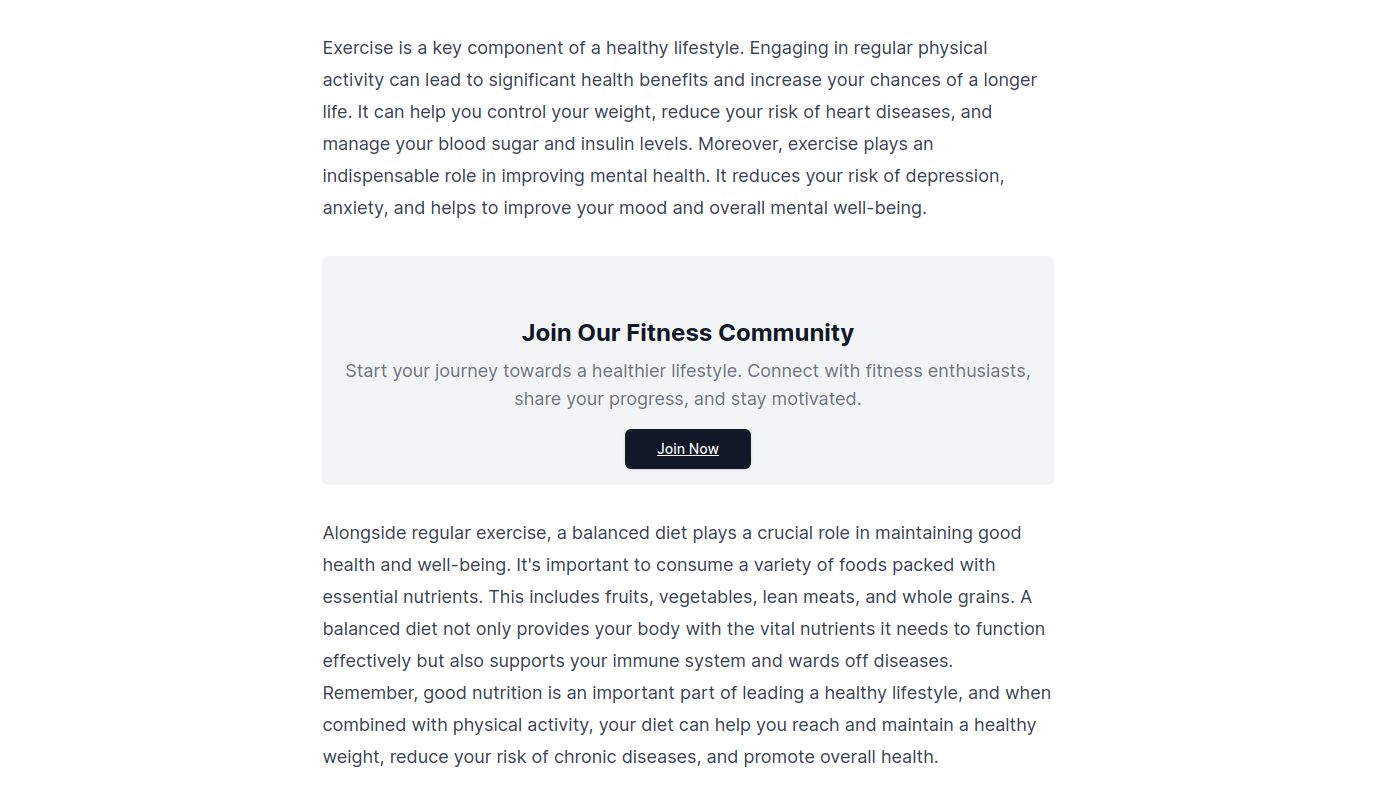 Exercise is a key component of a healthy lifestyle. Engaging in regular physical
activity can lead to significant health benefits and increase your chances of a longer
life. It can help you control your weight, reduce your risk of heart diseases, and
manage your blood sugar and insulin levels. Moreover, exercise plays an
indispensable role in improving mental health. It reduces your risk of depression,
anxiety, and helps to improve your mood and overall mental well-being.
Join Our Fitness Community
Start your journey towards a healthier lifestyle. Connect with fitness enthusiasts,
share your progress, and stay motivated.
Join Now
Alongside regular exercise, a balanced diet plays a crucial role in maintaining good
health and well-being. It's important to consume a variety of foods packed with
essential nutrients. This includes fruits, vegetables, lean meats, and whole grains. A
balanced diet not only provides your body with the vital nutrients it needs to function
effectively but also supports your immune system and wards off diseases.
Remember, good nutrition is an important part of leading a healthy lifestyle, and when
combined with physical activity, your diet can help you reach and maintain a healthy
weight, reduce your risk of chronic diseases, and promote overall health.